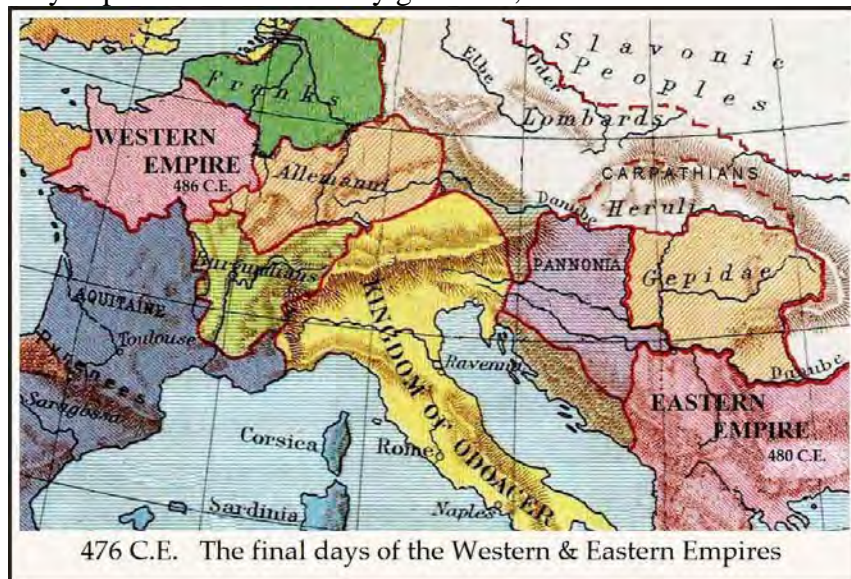 Franks
Elbe
Oder
Slavonic
Peoples
Lombards
WESTERN
EMPIRE
486 C.E.
Allemanni
CARPATHIANS
Danube
Heruli
Burgundians
PANNONIA
Gepidae
AQUITAINE
Toulouse
KINGDOM OF ODOACER
Ravenna
Danube
Pyrenees
Saragossa
EASTERN
EMPIRE
480 C.E.
Corsica
Rome
Sardinia
Naples
476 C.E. The final days of the Western & Eastern Empires